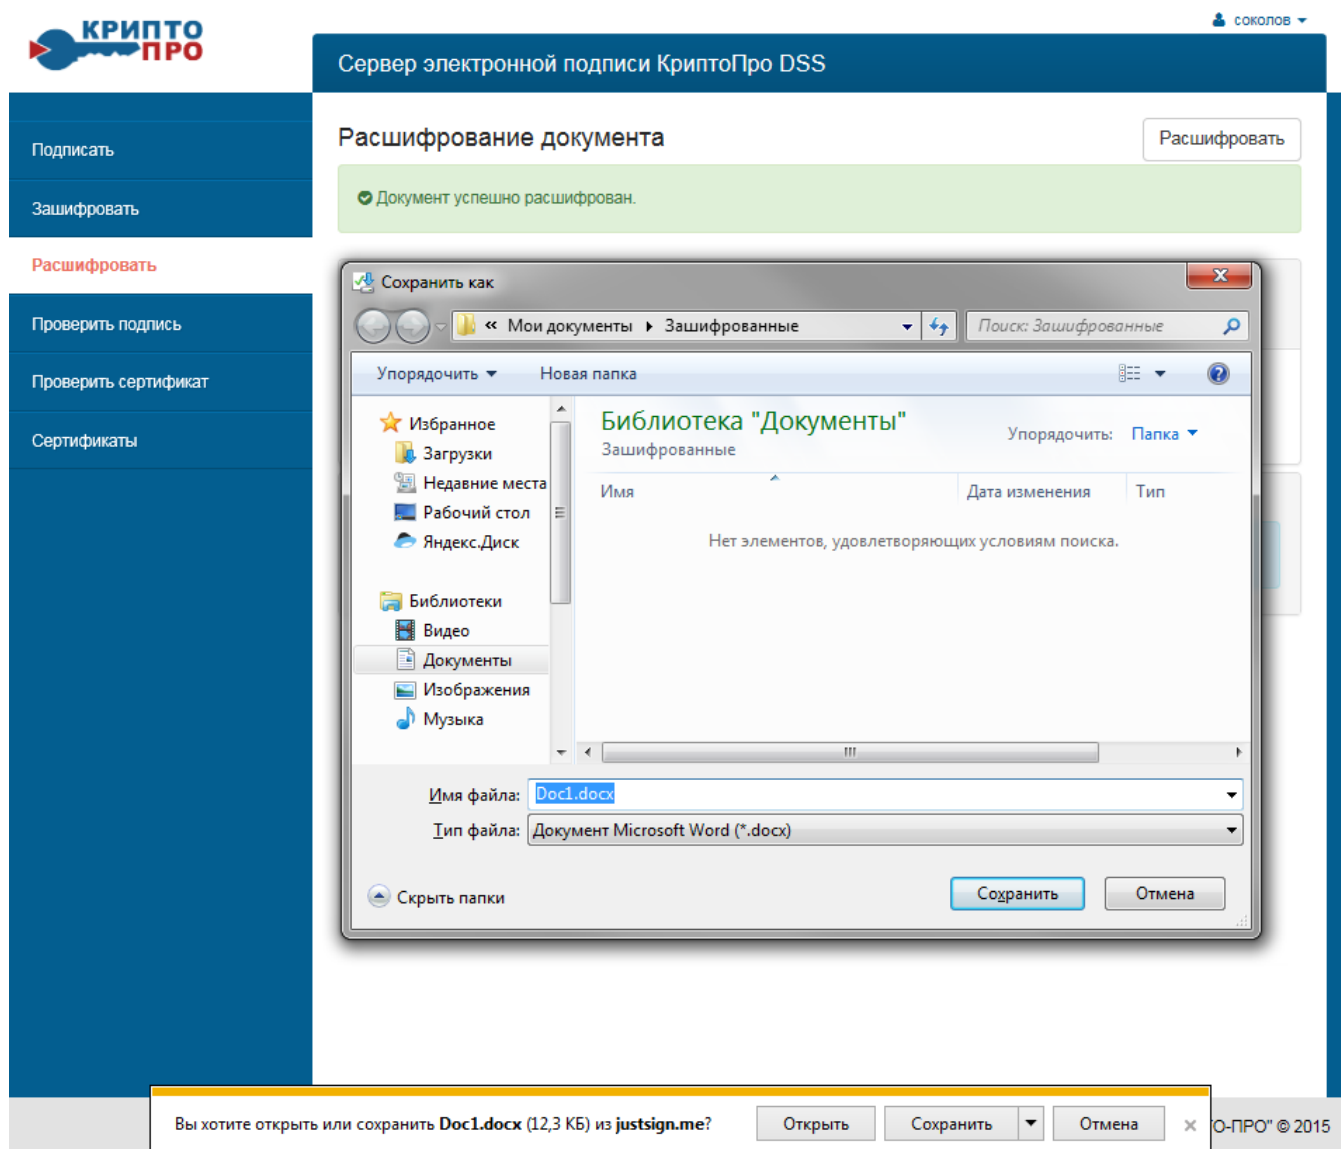 КРИПТО
ПРО
соколов
Сервер электронной подписи КриптоПро DSS
Подписать
Зашифровать
Расшифровать
Проверить подпись
Проверить сертификат
Сертификаты
Расшифрование документа
Расшифровать
Документ успешно расшифрован.
Сохранить как
« Мои документы Зашифрованные
Поиск: Зашифрованные
Упорядочить
Новая папка
Избранное
Загрузки
Недавние места
Рабочий стол
Яндекс.Диск
Библиотеки
Видео
Документы
Изображения
Музыка
Библиотека "Документы"
Зашифрованные
Упорядочить: Папка
Имя Дата изменения Тип
Нет элементов, удовлетворяющих условиям поиска.
Имя файла: Doc1.docx
Тип файла: Документ Microsoft Word (*.docx)
Скрыть папки
Сохранить Отмена
Вы хотите открыть или сохранить Doc1.docx (12,3 КБ) из justsign.me?
Открыть Сохранить Отмена
О-ПРО" © 2015